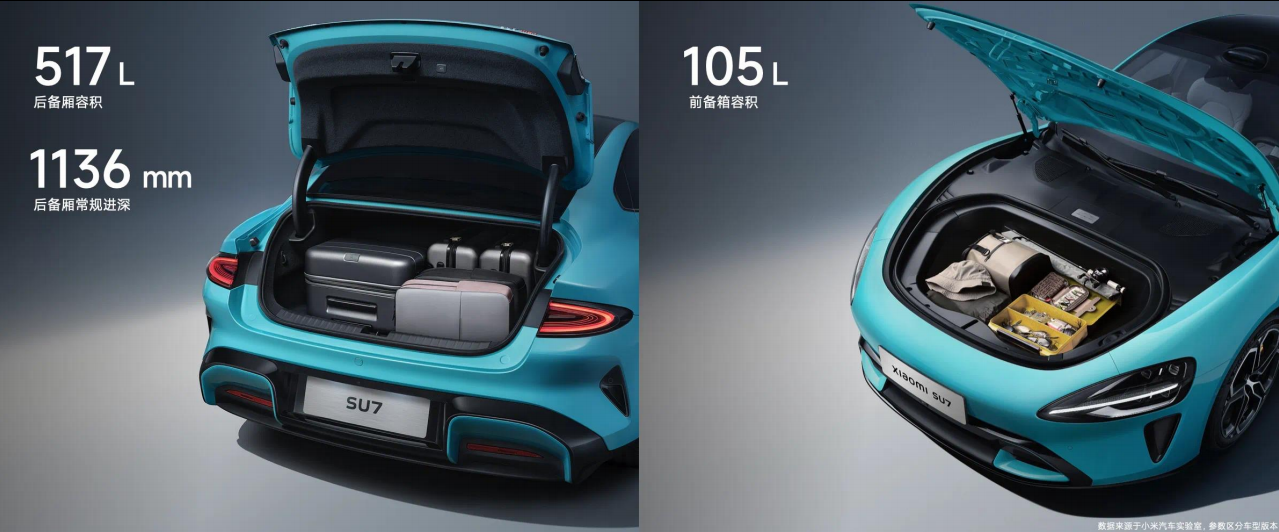 517 L
后备厢容积
1136 mm
后备厢常规进深
SU7
105 L
前备箱容积
xiaomi SU7
数据来源于小米汽车实验室，参数区分车型版本